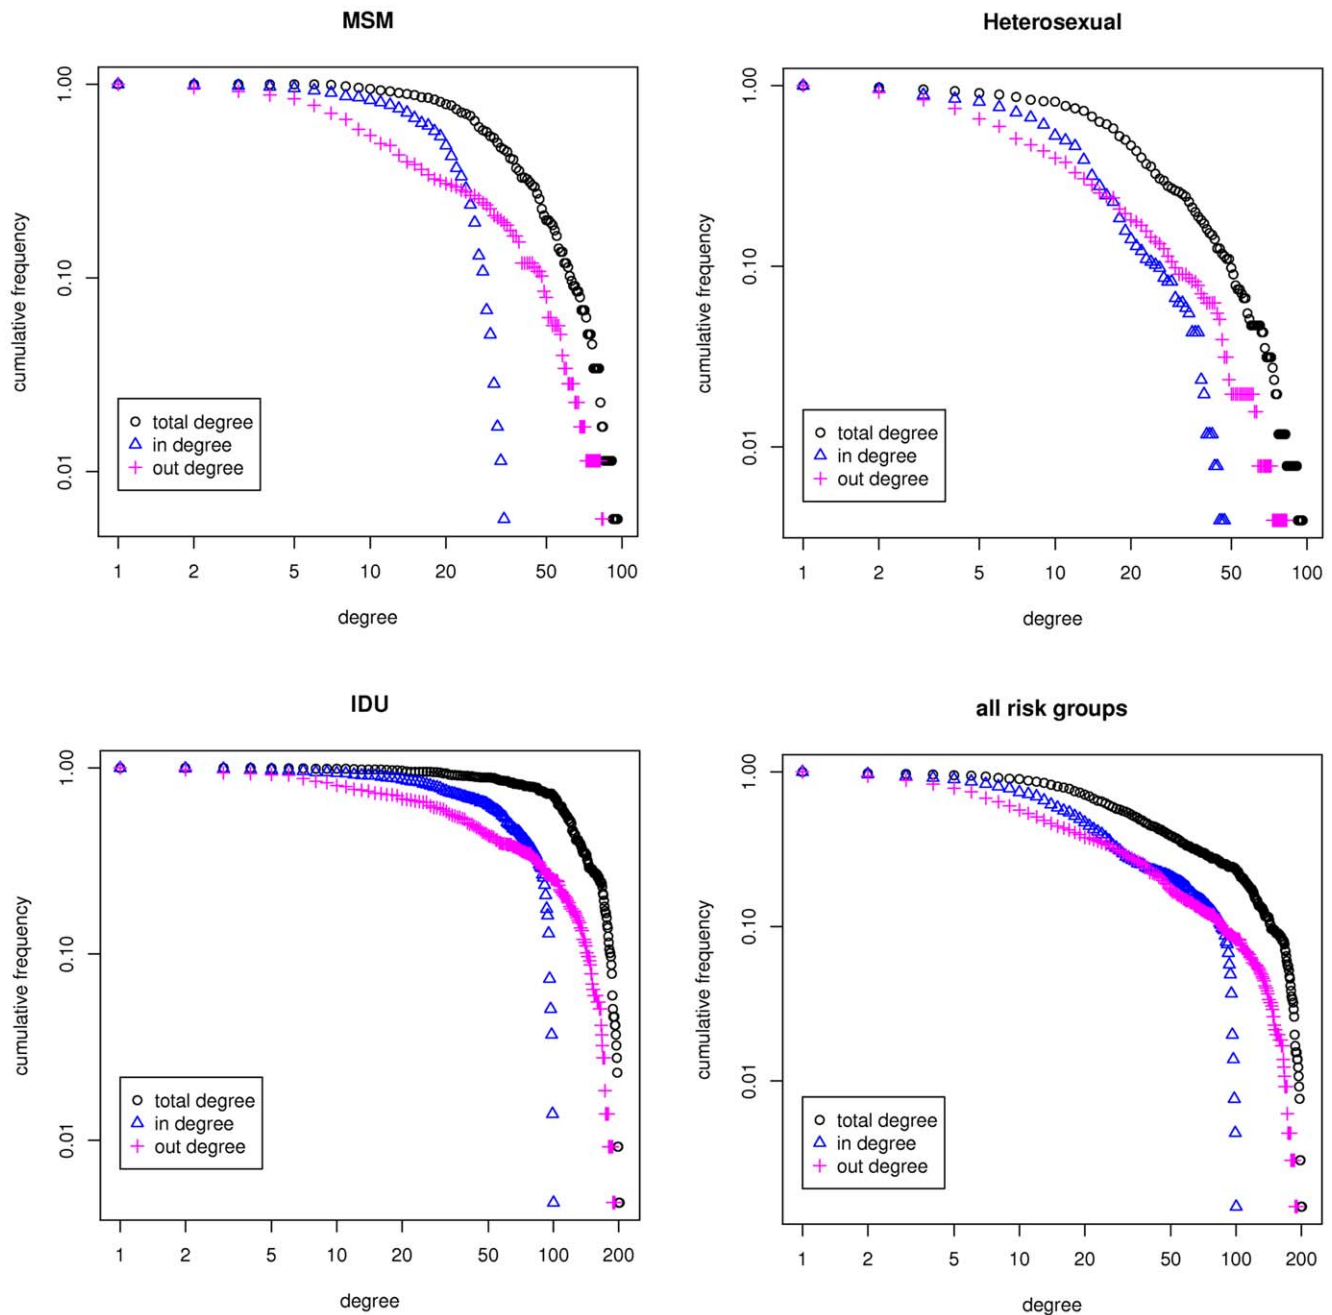 MSM
cumulative frequency
1.00
0.10
0.01
total degree
in degree
out degree
1 2 5 10 20 50 100
degree
Heterosexual
cumulative frequency
1.00
0.10
0.01
total degree
in degree
out degree
1 2 5 10 20 50 100
degree
IDU
cumulative frequency
1.00
0.10
0.01
total degree
in degree
out degree
1 2 5 10 20 50 100 200
degree
all risk groups
cumulative frequency
1.00
0.10
0.01
total degree
in degree
out degree
1 2 5 10 20 50 100 200
degree